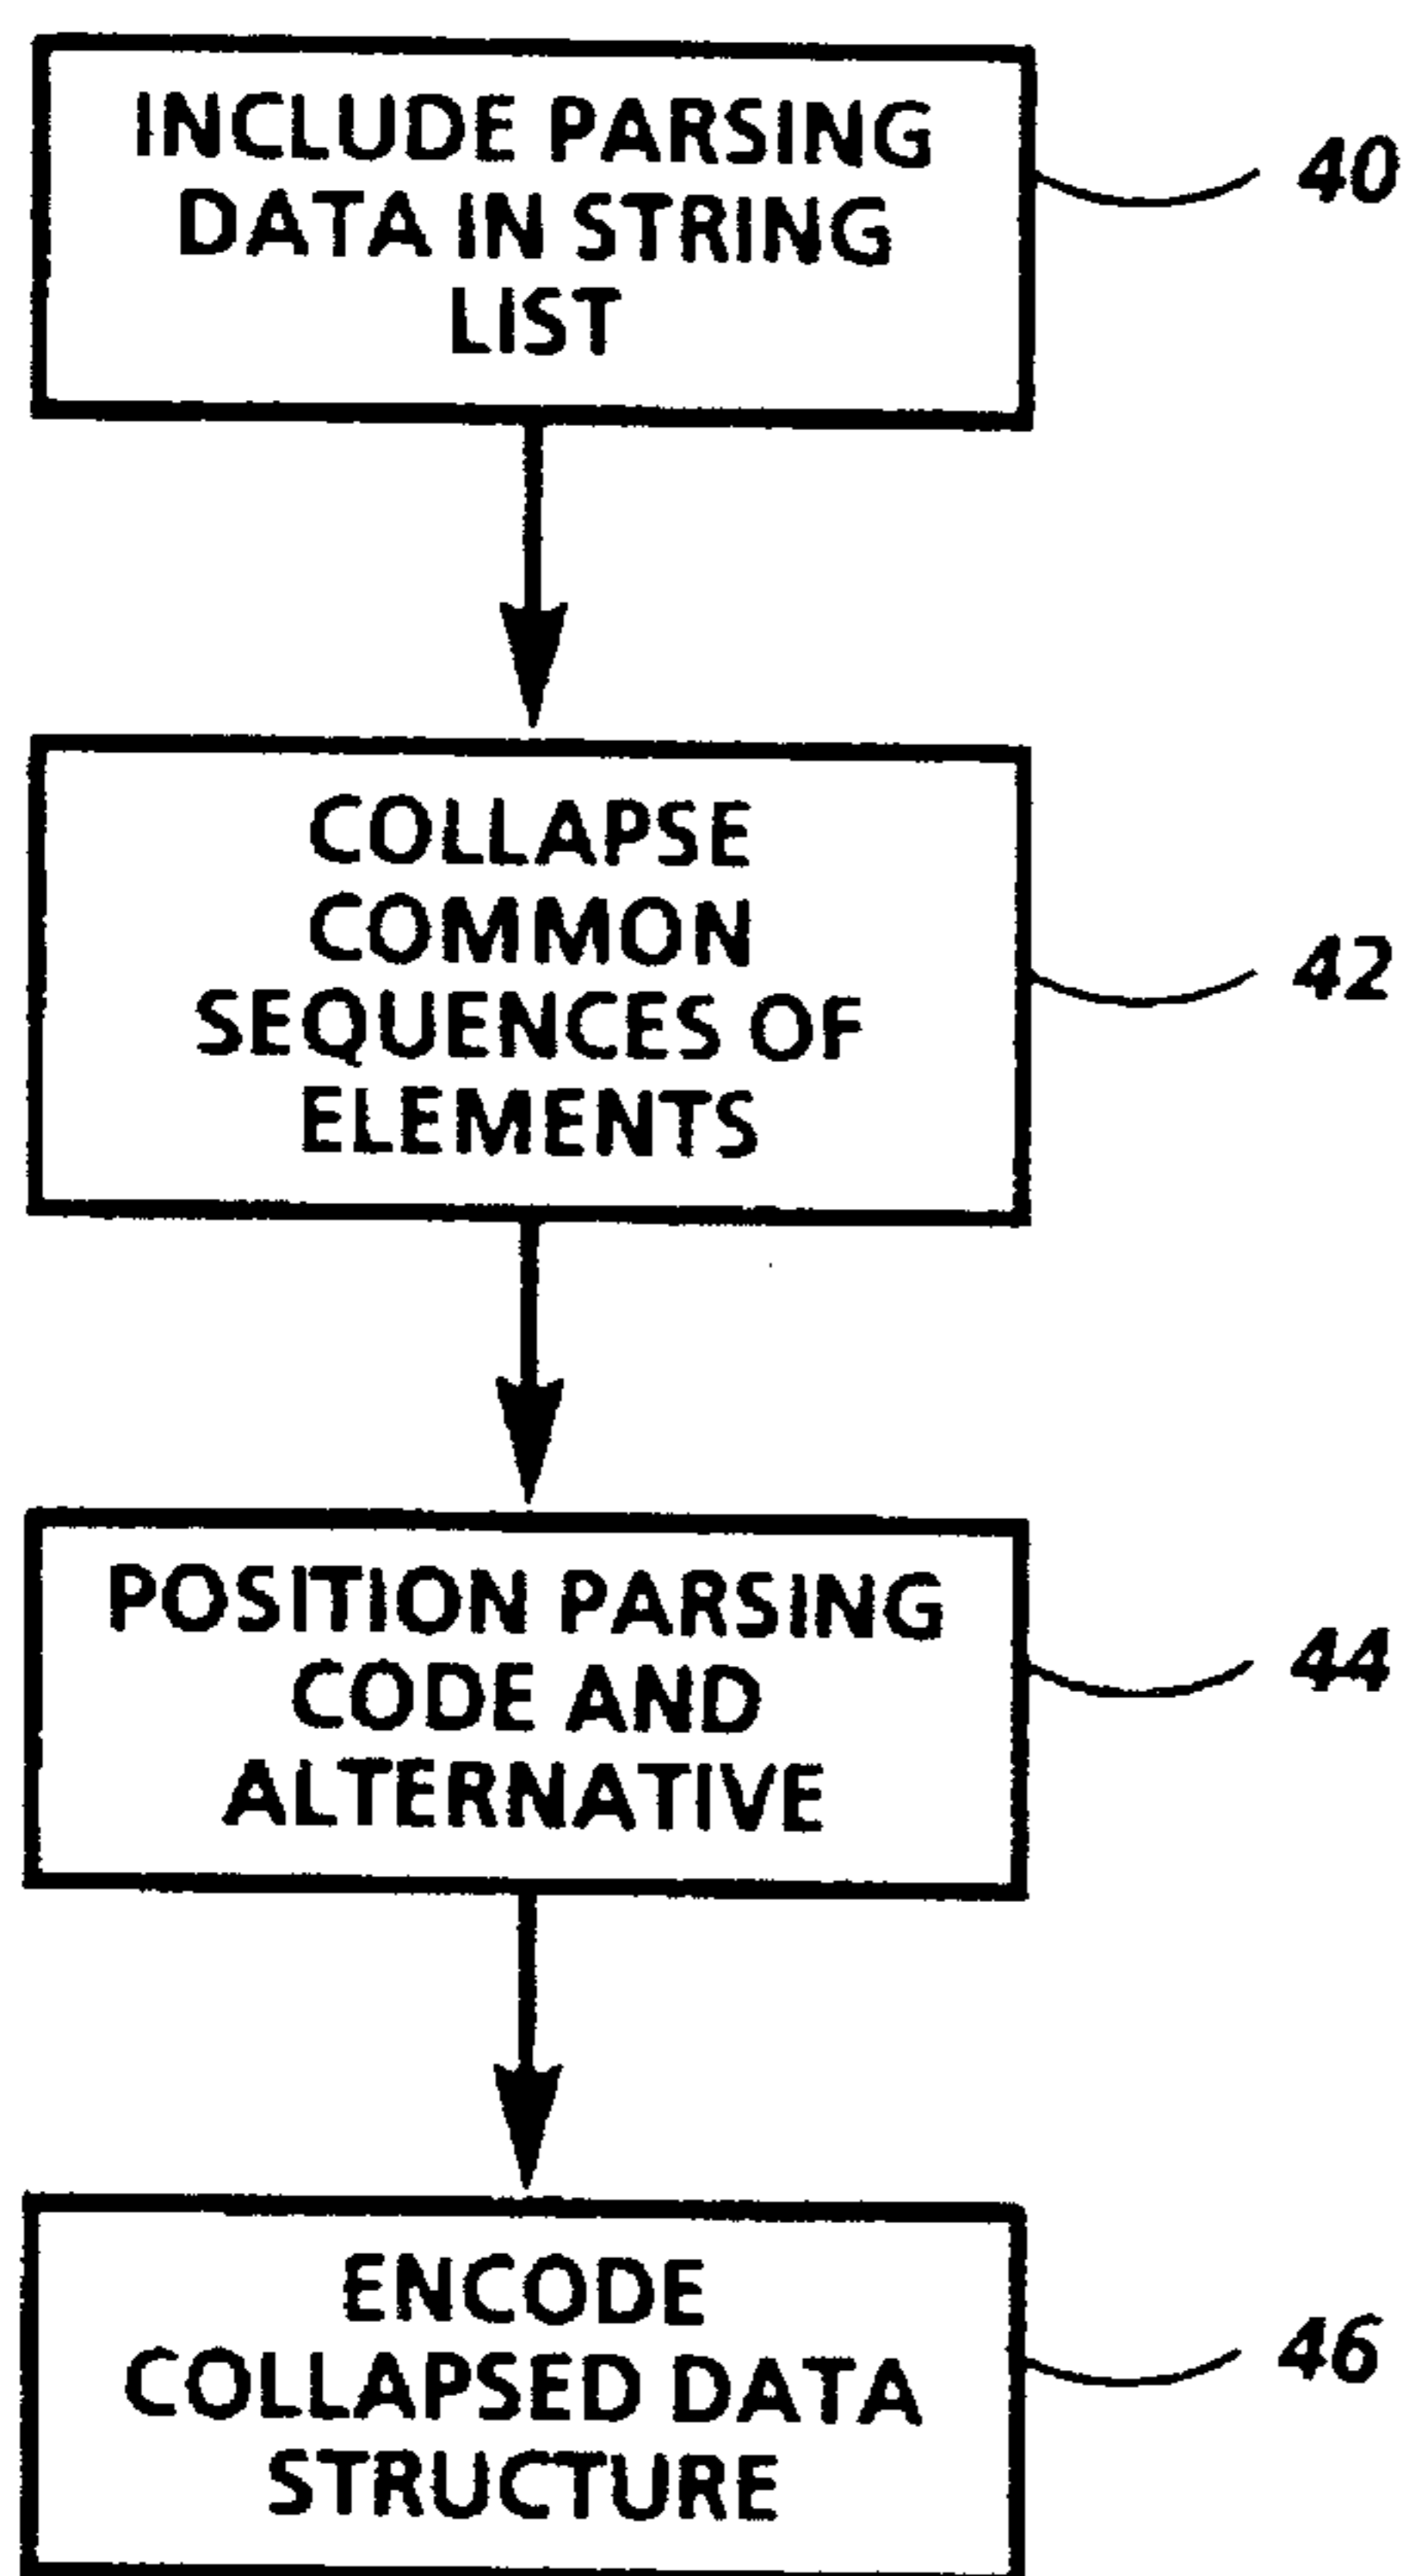 INCLUDE PARSING
DATA IN STRING
LIST
40
COLLAPSE
COMMON
SEQUENCES OF
ELEMENTS
42
POSITION PARSING
CODE AND
ALTERNATIVE
44
ENCODE
COLLAPSED DATA
STRUCTURE
46